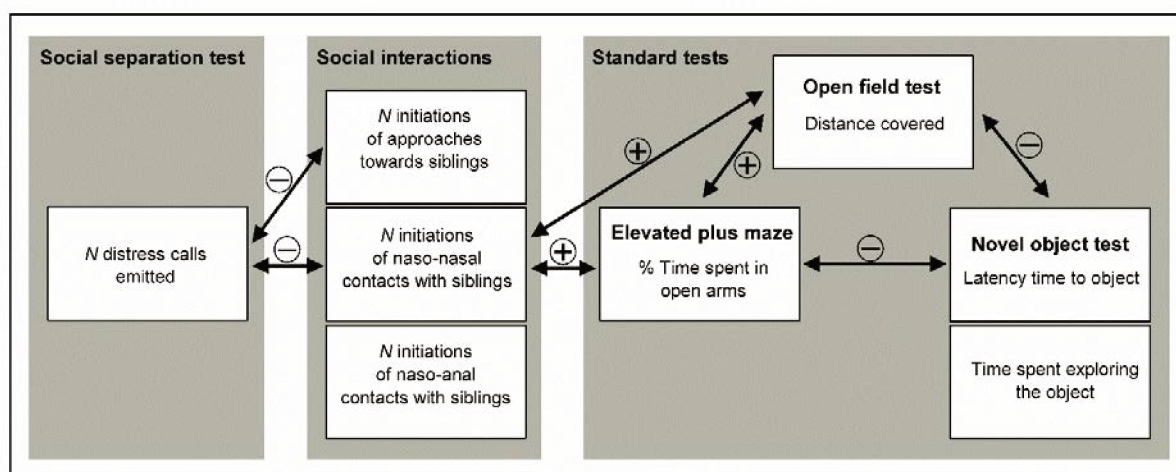 Social separation test
N distress calls
emitted
Social interactions
N initiations
of approaches
towards siblings
N initiations
of naso-nasal
contacts with siblings
N initiations
of naso-anal
contacts with siblings
Standard tests
Open field test
Distance covered
Elevated plus maze
% Time spent in
open arms
Novel object test
Latency time to object
Time spent exploring
the object
−
−
+
+
+
−
−